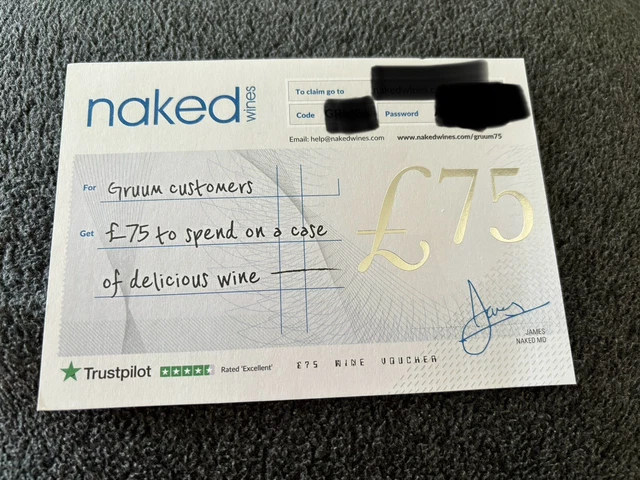 naked wines
To claim go to
Code
Password
Email: help@nakedwines.com www.nakedwines.com/gruum75
For Gruum customers
Get £75 to spend on a case
of delicious wine
£75
James
JAMES
NAKED MD
Trustpilot Rated 'Excellent' £75 WINE VOUCHER